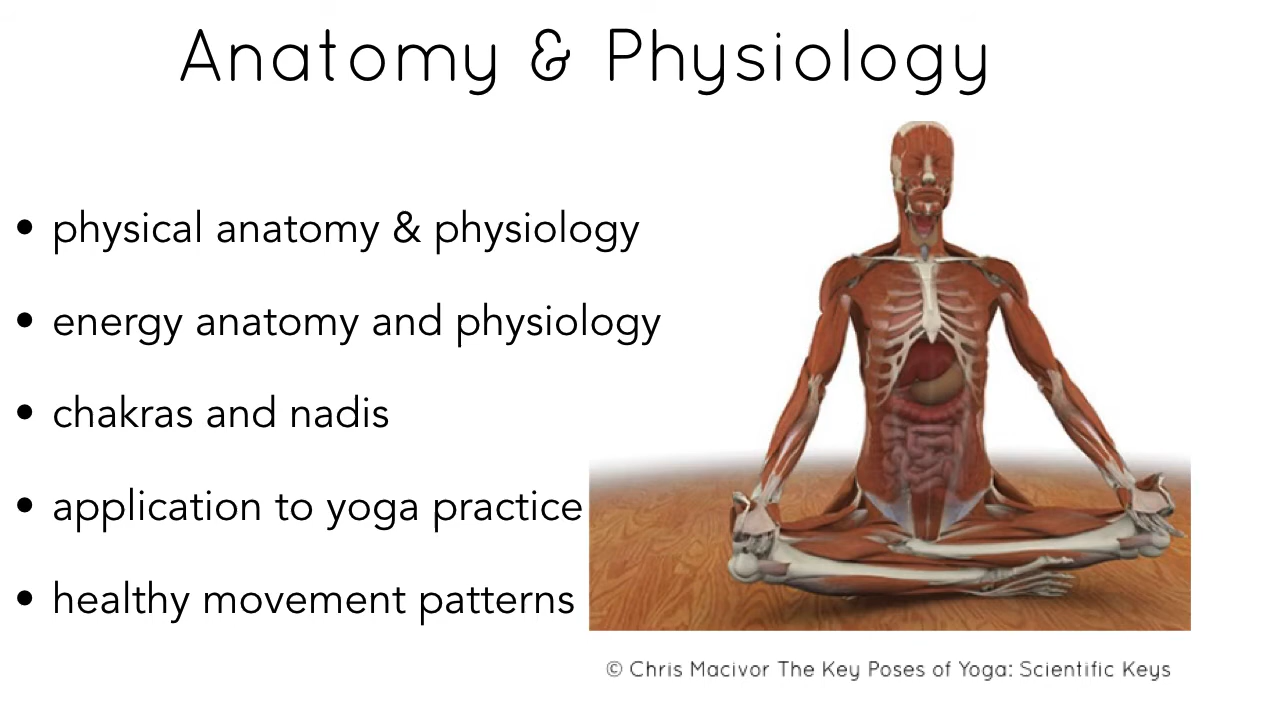 Anatomy & Physiology
• physical anatomy & physiology
• energy anatomy and physiology
• chakras and nadis
• application to yoga practice
• healthy movement patterns
© Chris Macivor The Key Poses of Yoga: Scientific Keys